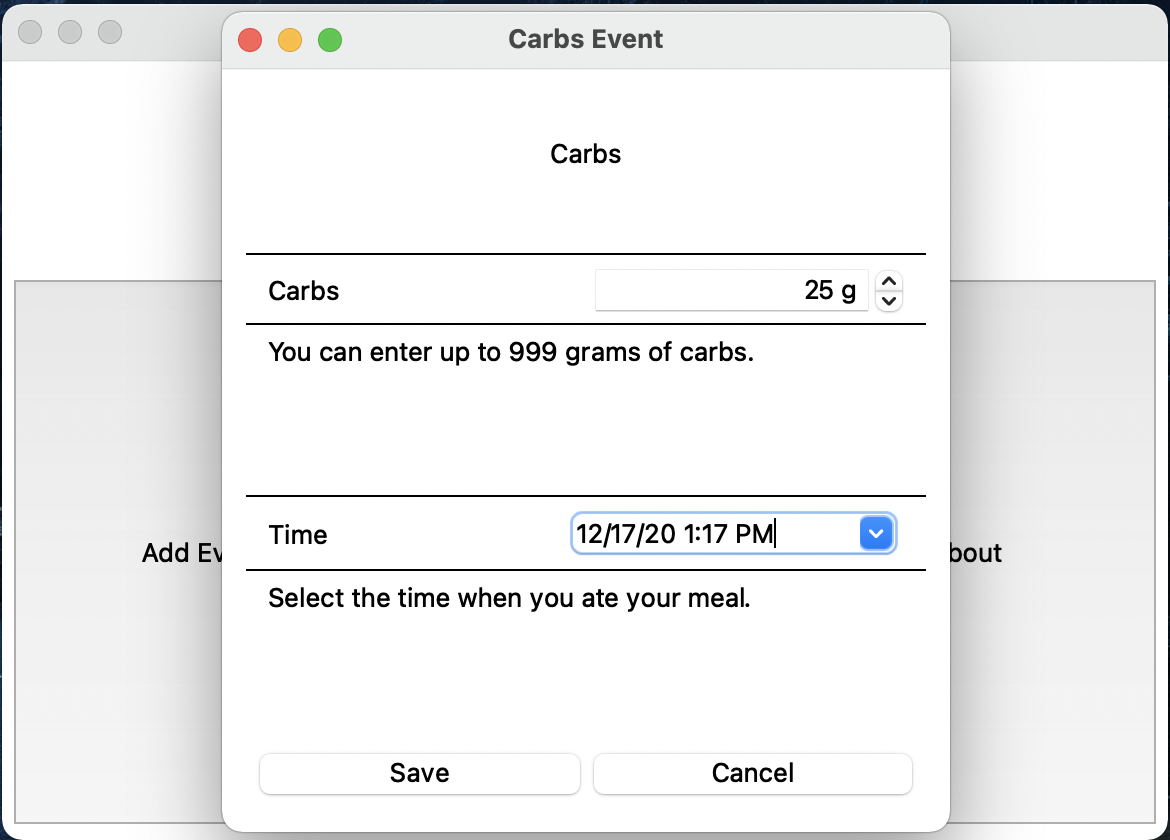 Carbs Event
Carbs
Carbs 25 g
You can enter up to 999 grams of carbs.
Time 12/17/20 1:17 PM
Add Ev bout
Select the time when you ate your meal.
Save Cancel